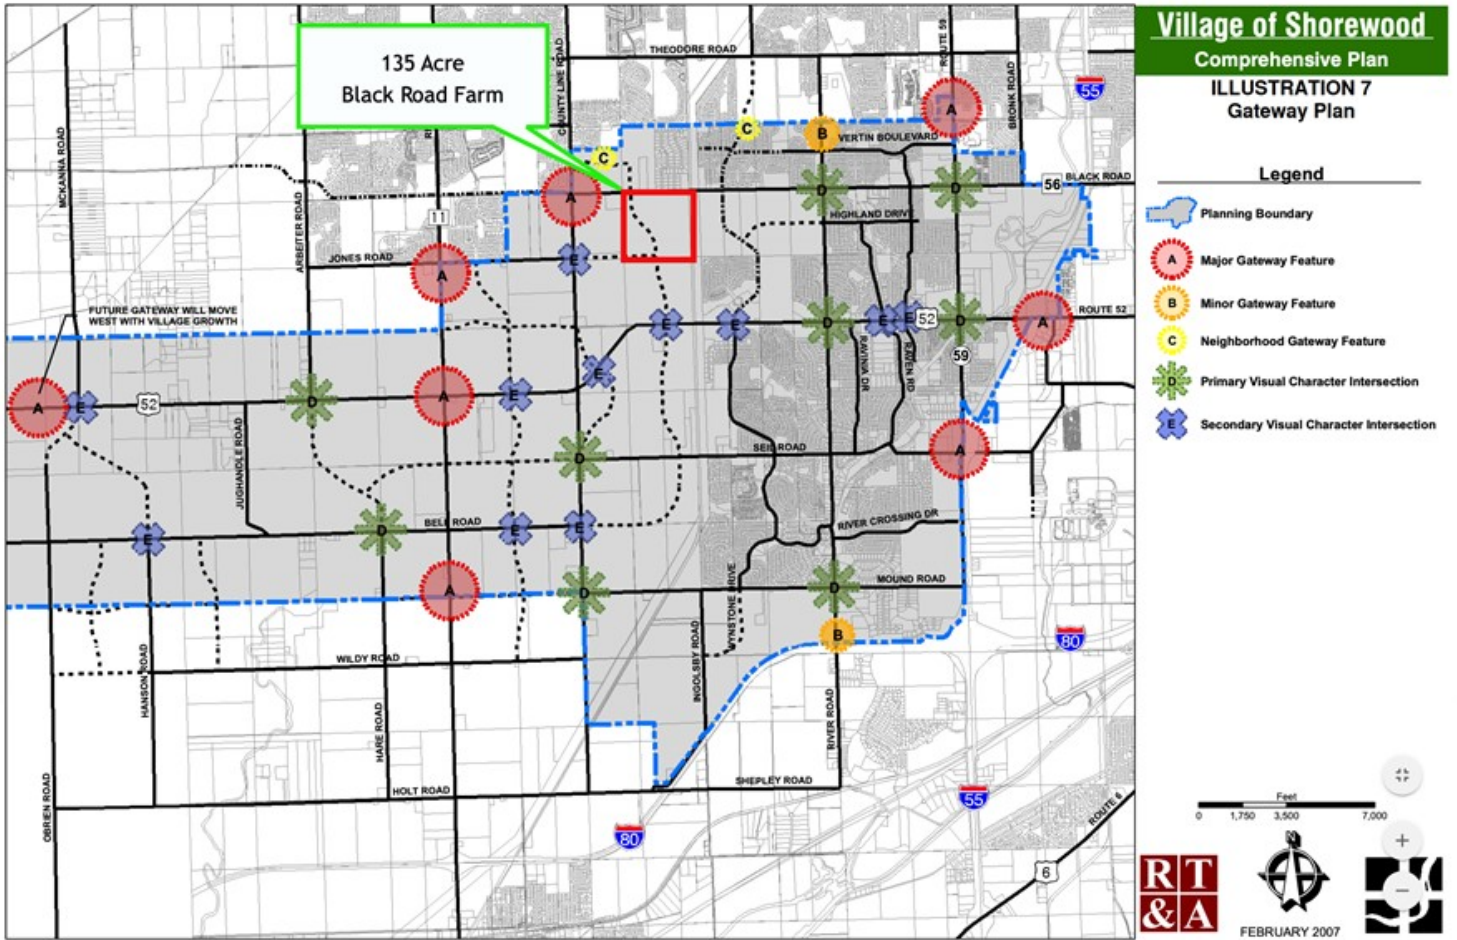 Village of Shorewood
Comprehensive Plan
ILLUSTRATION 7
Gateway Plan
135 Acre
Black Road Farm
THEODORE ROAD
COUNTY LINE ROAD
ROUTE 59
BRONK ROAD
55
A
C
B
VERTIN BOULEVARD
MCKANNA ROAD
C
56
BLACK ROAD
A
D
D
ARBEITER ROAD
11
HIGHLAND DRIVE
JONES ROAD
E
A
FUTURE GATEWAY WILL MOVE
WEST WITH VILLAGE GROWTH
E
E
D
E
E
52
D
A
ROUTE 52
59
RAVINIA DR
RAVEN RD
E
A
E
52
D
A
E
JUGHANDLE ROAD
D
SEIL ROAD
A
E
D
BELL ROAD
E
E
RIVER CROSSING DR
A
D
WYNSTONE DRIVE
D
MOUND ROAD
B
80
WILDY ROAD
HANSON ROAD
INGOLSBY ROAD
HARE ROAD
RIVER ROAD
OBRIEN ROAD
HOLT ROAD
SHEPLEY ROAD
55
80
ROUTE 6
6
Legend
Planning Boundary
A Major Gateway Feature
B Minor Gateway Feature
C Neighborhood Gateway Feature
D Primary Visual Character Intersection
E Secondary Visual Character Intersection
Feet
0 1,750 3,500 7,000
RT
&A
N
FEBRUARY 2007